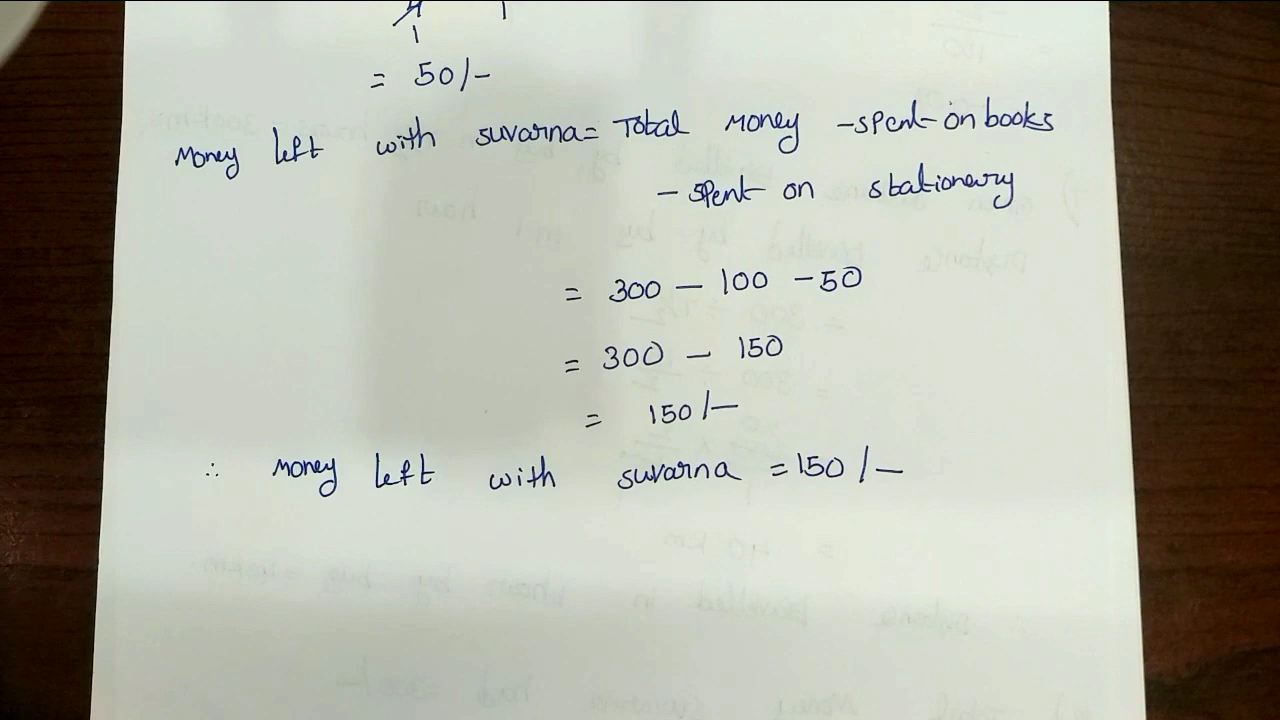 1
= 50/-
Money left with suvarna = Total Money - spent on books
- spent on stationery
= 300 - 100 - 50
= 300 - 150
= 150/-
∴ Money left with suvarna = 150/-